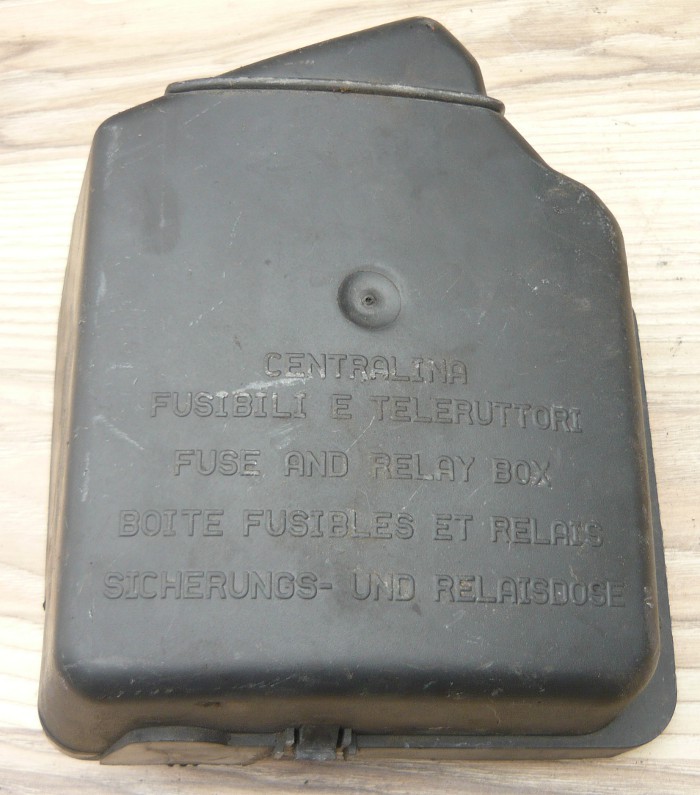 CENTRALINA
FUSIBILI E TELERUTTORI
FUSE AND RELAY BOX
BOITE FUSIBLES ET RELAIS
SICHERUNGS- UND RELAISDOSE